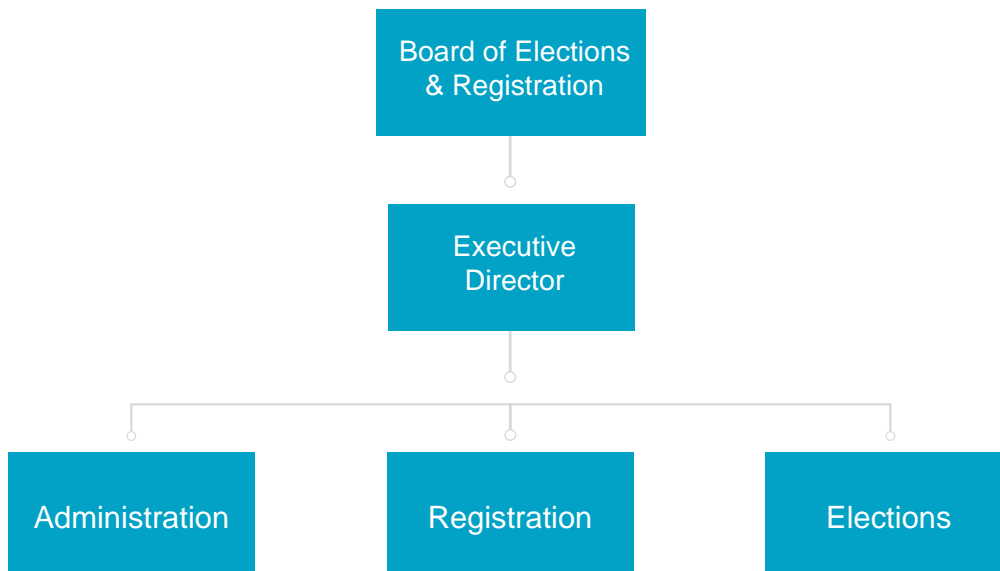 Board of Elections
& Registration
Executive
Director
Administration
Registration
Elections